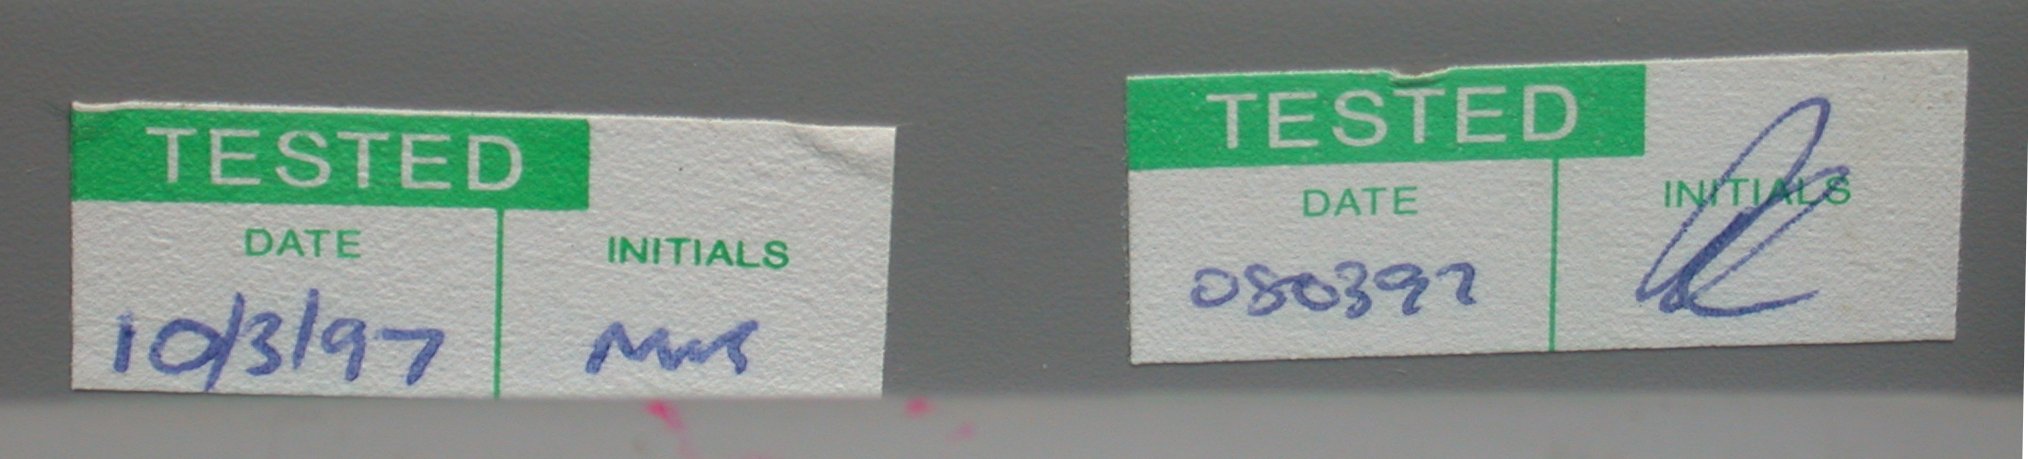 TESTED
DATE INITIALS
10/3/97
TESTED
DATE INITIALS
080397